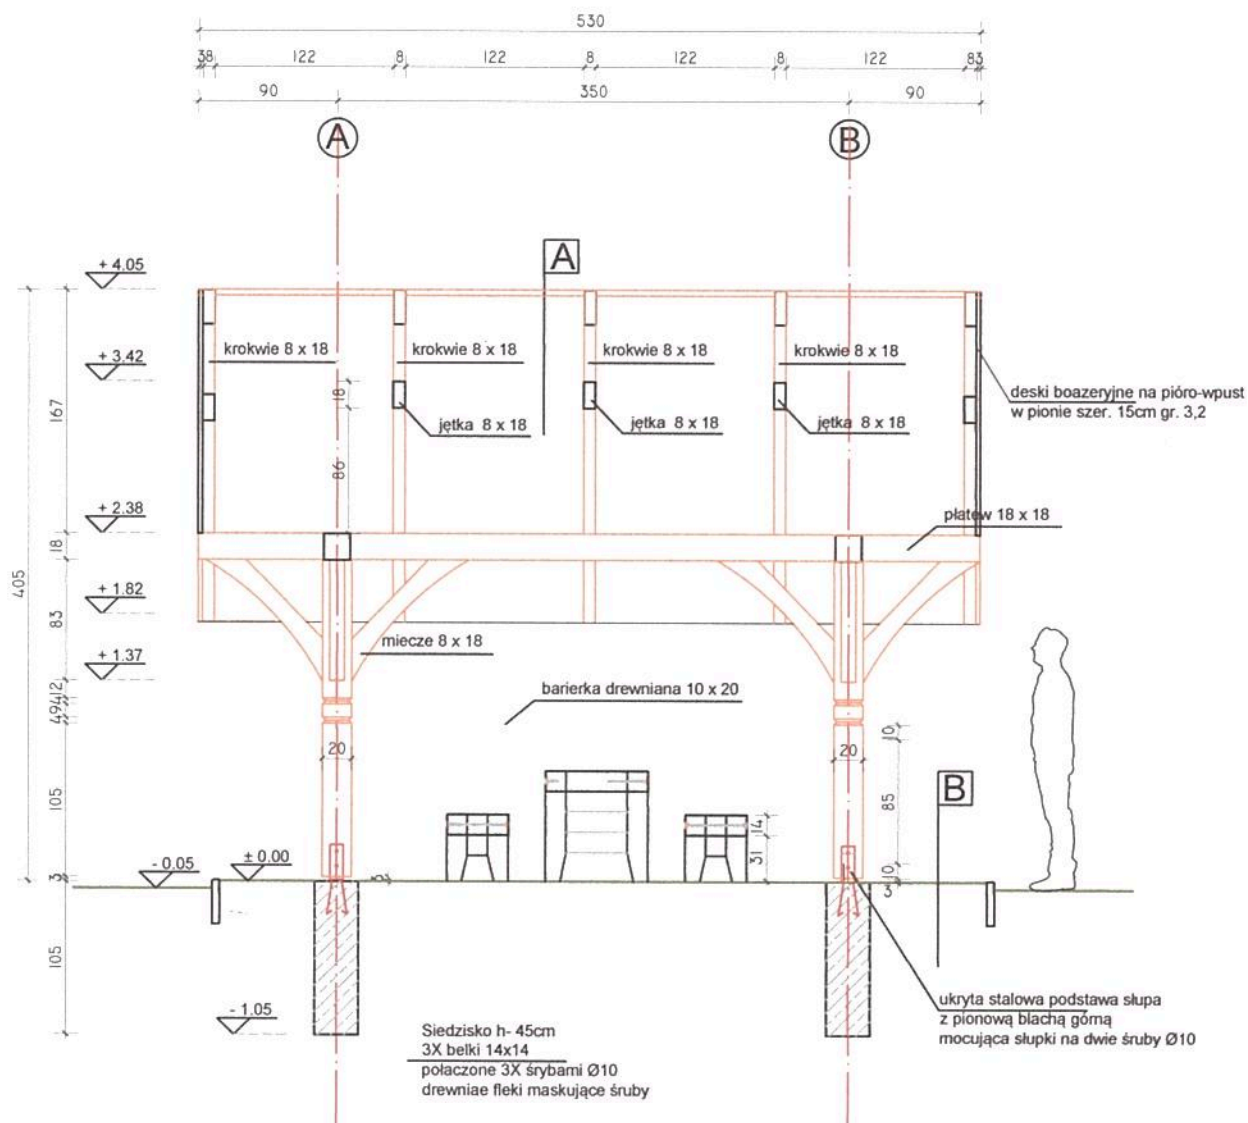 530
38 122 8 122 8 122 8 122 83
90 350 90
A B
A
+ 4.05
krokwie 8 x 18 krokwie 8 x 18 krokwie 8 x 18 krokwie 8 x 18
+ 3.42
deski boazeryjne na pióro-wpust
w pionie szer. 15cm gr. 3,2
18
167
jętka 8 x 18 jętka 8 x 18 jętka 8 x 18
86
+ 2.38
płatew 18 x 18
18
405
+ 1.82
83
miecze 8 x 18
+ 1.37
4942
barierka drewniana 10 x 20
10
20 20
B
105
85
14
31
- 0.05 ± 0.00
10
3 3 3
105
ukryta stalowa podstawa słupa
z pionową blachą górną
mocująca słupki na dwie śruby Ø10
- 1.05
Siedzisko h- 45cm
3X belki 14x14
połaczone 3X śrybami Ø10
drewniae fleki maskujące śruby